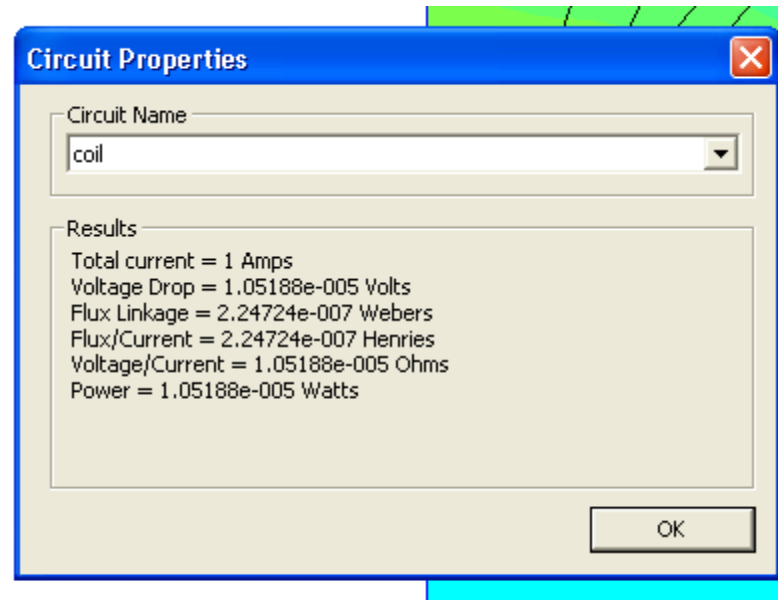 Circuit Properties
Circuit Name
coil
Results
Total current = 1 Amps
Voltage Drop = 1.05188e-005 Volts
Flux Linkage = 2.24724e-007 Webers
Flux/Current = 2.24724e-007 Henries
Voltage/Current = 1.05188e-005 Ohms
Power = 1.05188e-005 Watts
OK